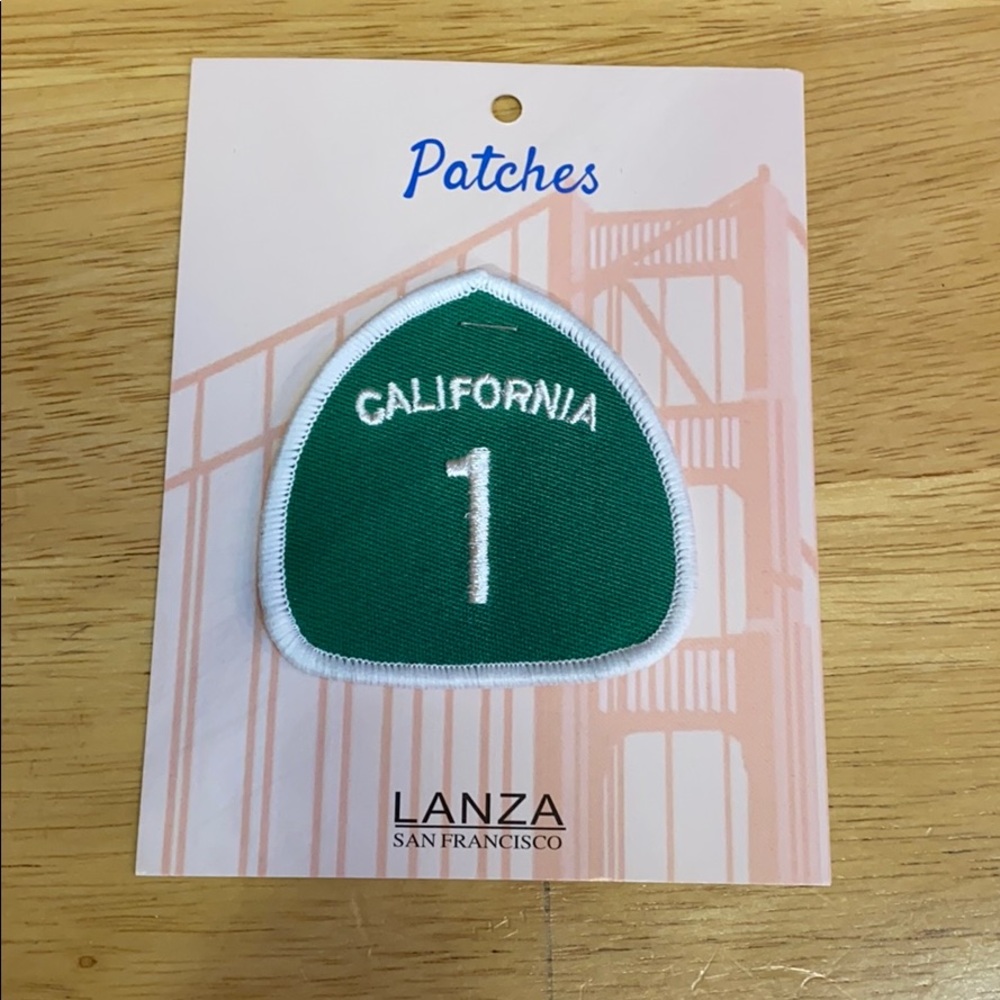 Patches
CALIFORNIA
1
LANZA
SAN FRANCISCO